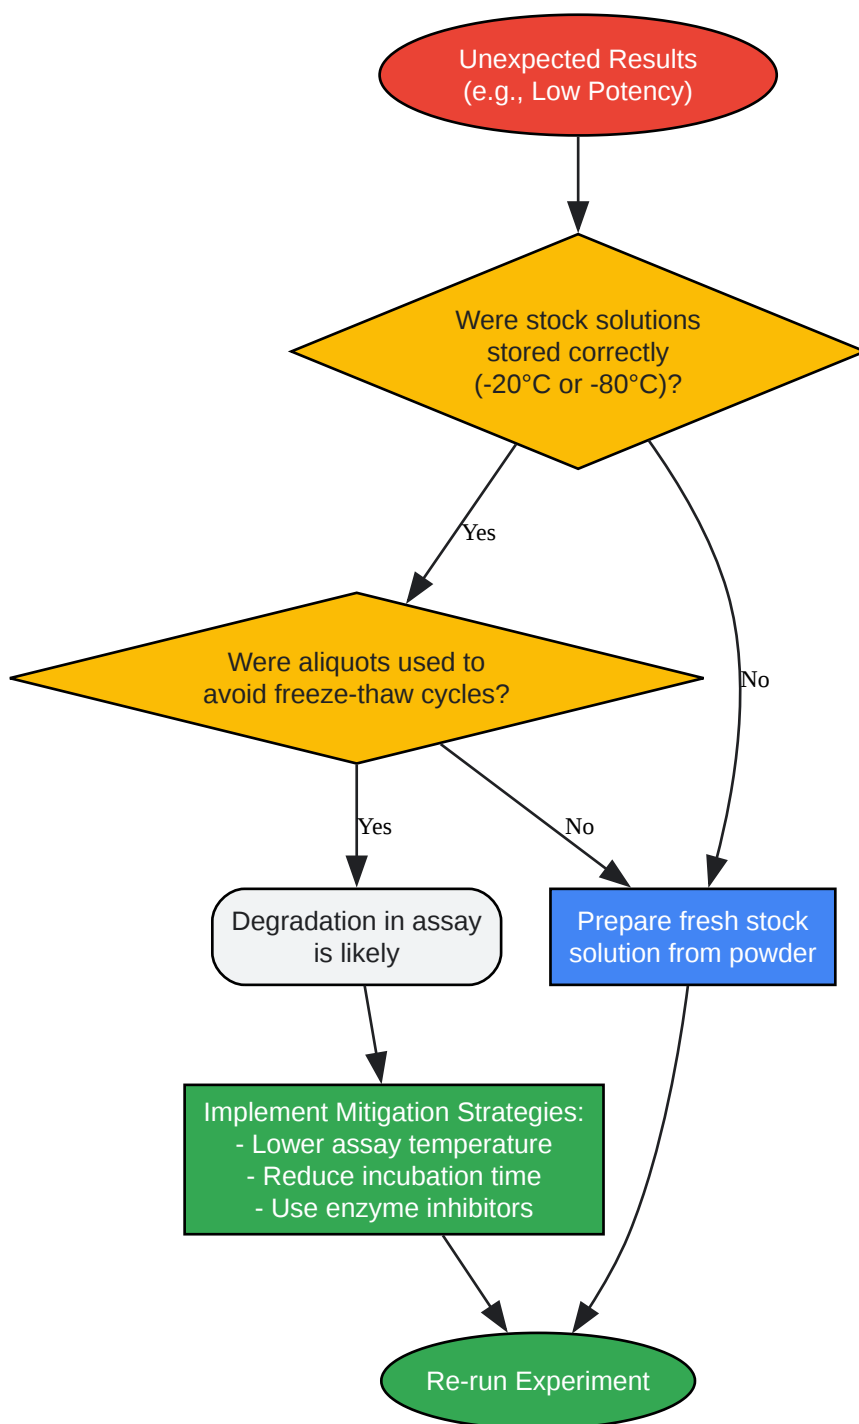 Unexpected Results
(e.g., Low Potency)
Were stock solutions
stored correctly
(-20°C or -80°C)?
Yes
No
Were aliquots used to
avoid freeze-thaw cycles?
Yes
No
Degradation in assay
is likely
Prepare fresh stock
solution from powder
Implement Mitigation Strategies:
- Lower assay temperature
- Reduce incubation time
- Use enzyme inhibitors
Re-run Experiment